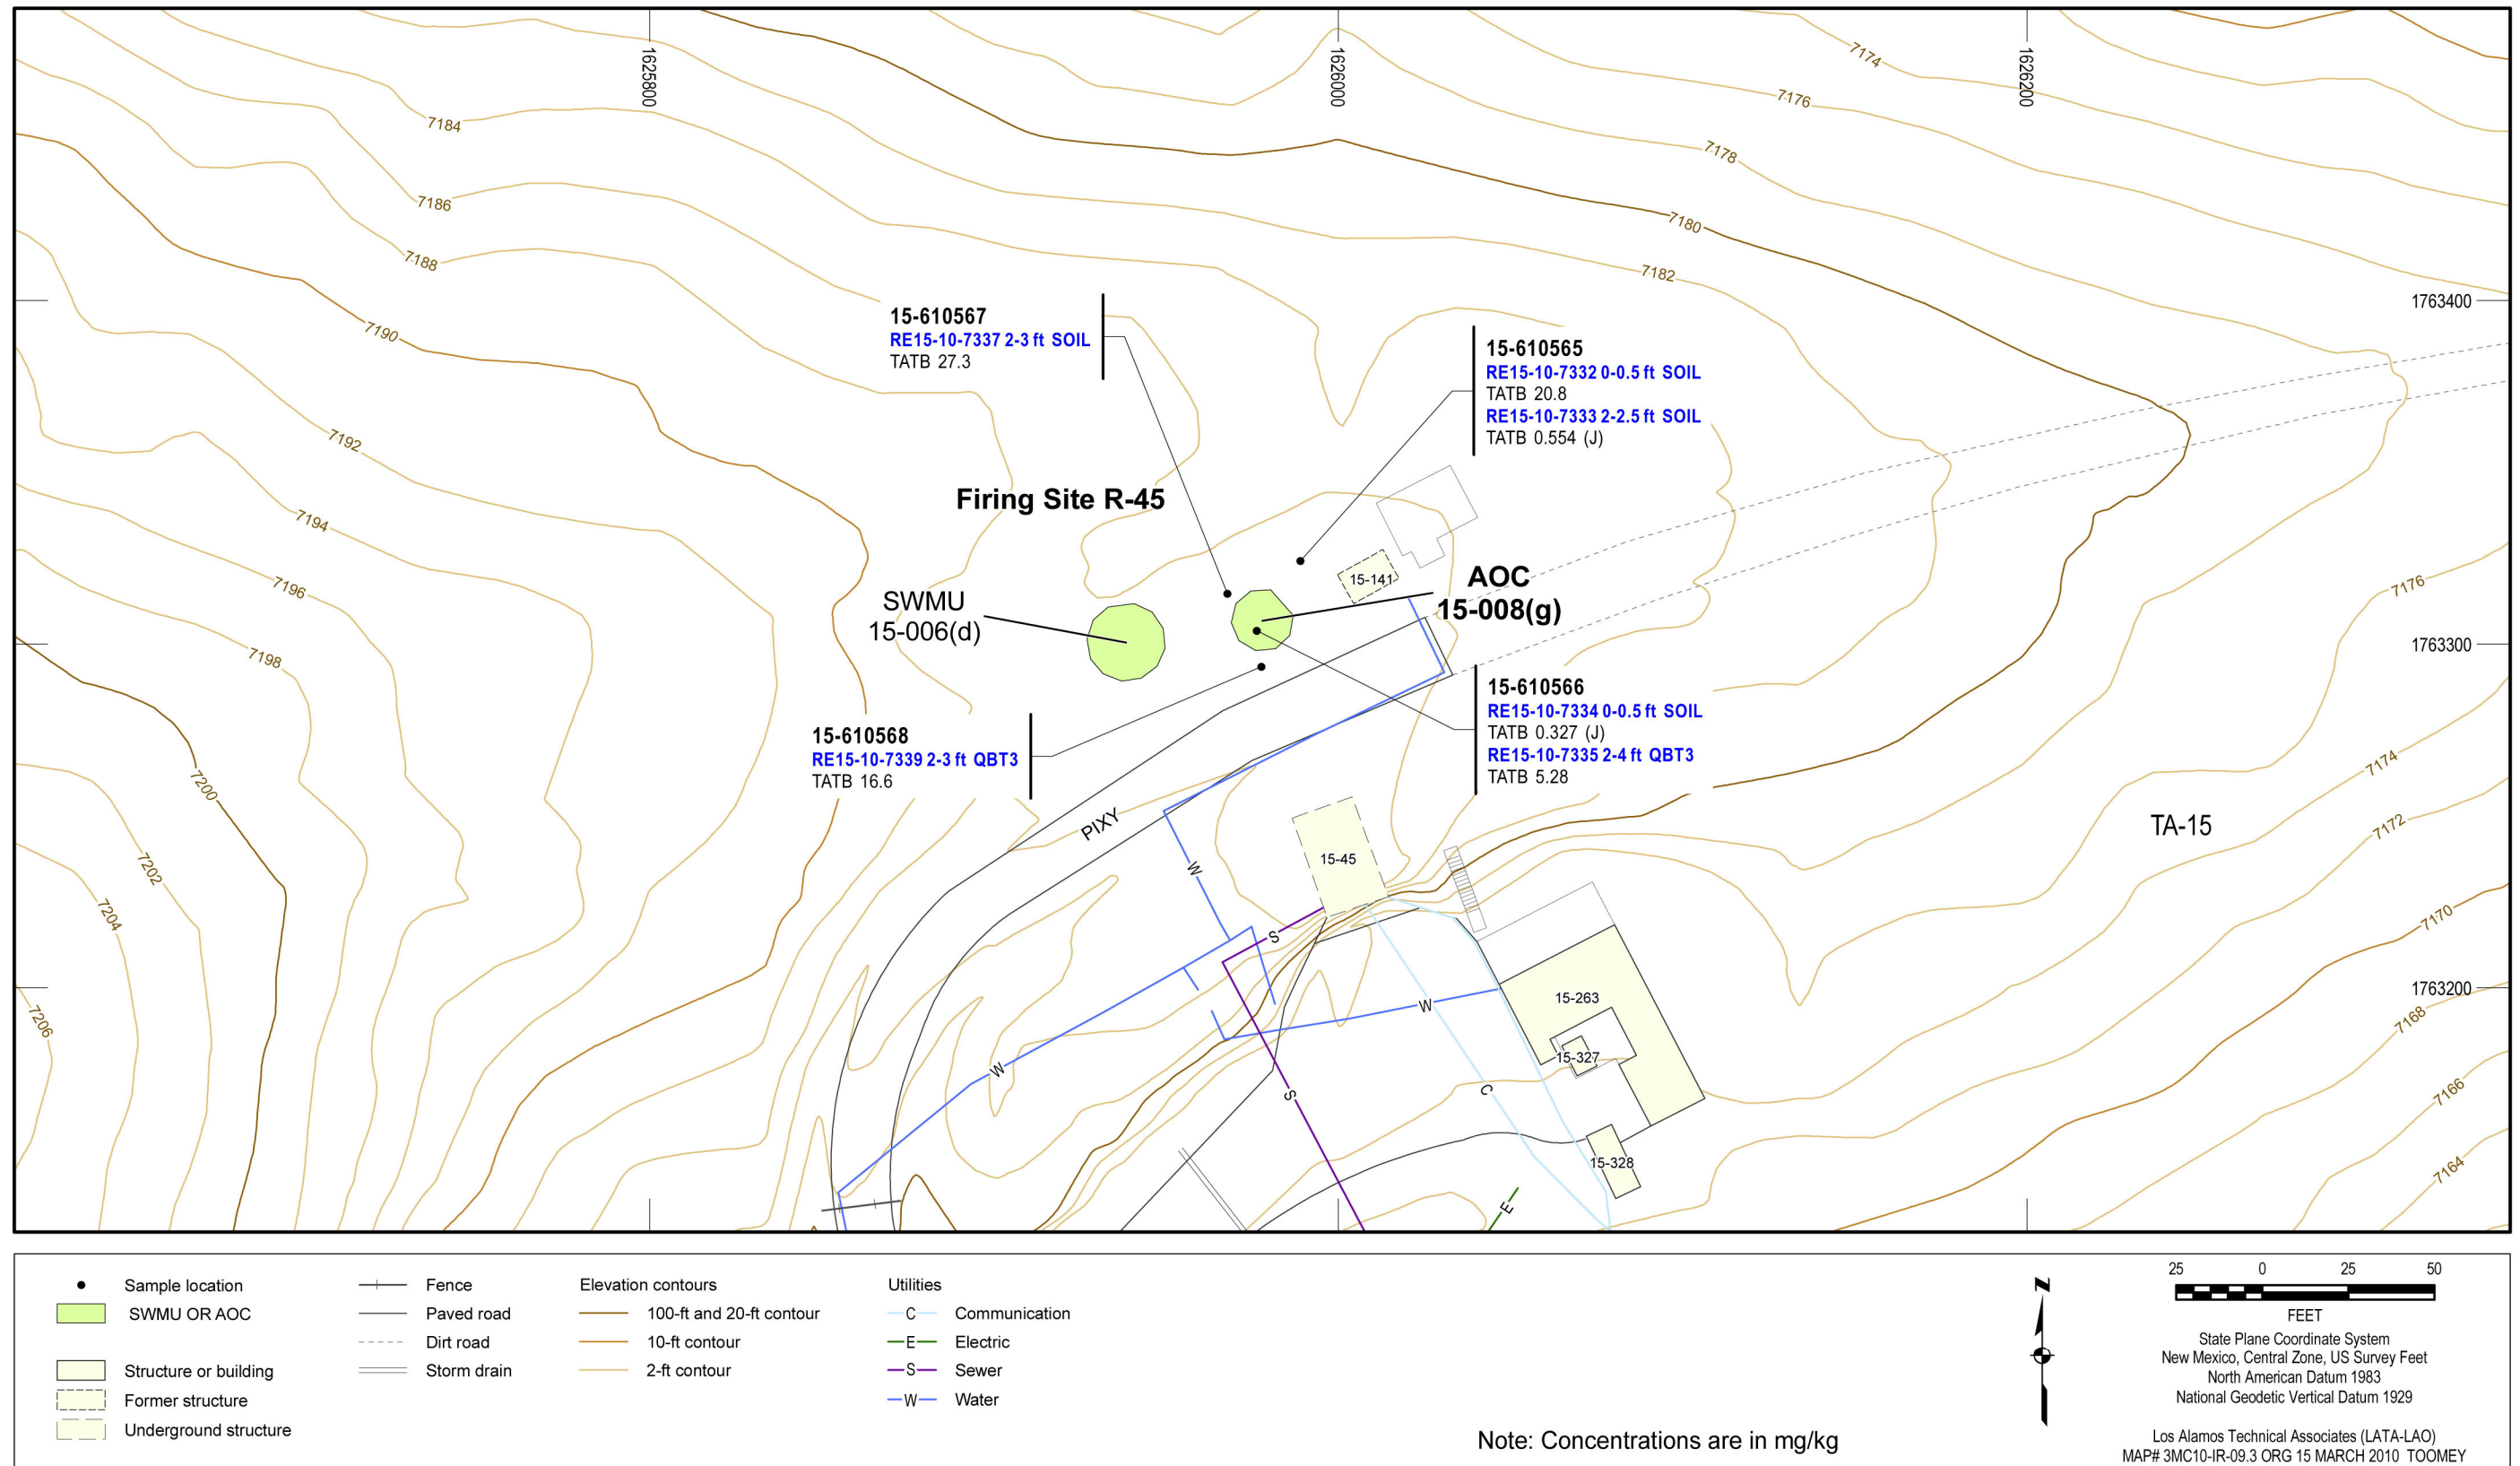 1625800
1626000
1626200
7174
7176
7178
7180
7182
7184
7186
7188
7190
7192
7194
7196
7198
7200
7202
7204
7206
1763400
1763300
1763200
15-610567
RE15-10-7337 2-3 ft SOIL
TATB 27.3
15-610565
RE15-10-7332 0-0.5 ft SOIL
TATB 20.8
RE15-10-7333 2-2.5 ft SOIL
TATB 0.554 (J)
Firing Site R-45
SWMU
15-006(d)
15-141
AOC
15-008(g)
15-610568
RE15-10-7339 2-3 ft QBT3
TATB 16.6
15-610566
RE15-10-7334 0-0.5 ft SOIL
TATB 0.327 (J)
RE15-10-7335 2-4 ft QBT3
TATB 5.28
7176
7174
7172
7170
7168
7166
7164
TA-15
PIXY
W
15-45
S
W
W
S
C
E
15-263
15-327
15-328
Sample location
SWMU OR AOC
Structure or building
Former structure
Underground structure
Fence
Paved road
Dirt road
Storm drain
Elevation contours
100-ft and 20-ft contour
10-ft contour
2-ft contour
Utilities
C Communication
E Electric
S Sewer
W Water
Note: Concentrations are in mg/kg
N
25 0 25 50
FEET
State Plane Coordinate System
New Mexico, Central Zone, US Survey Feet
North American Datum 1983
National Geodetic Vertical Datum 1929
Los Alamos Technical Associates (LATA-LAO)
MAP# 3MC10-IR-09.3 ORG 15 MARCH 2010 TOOMEY